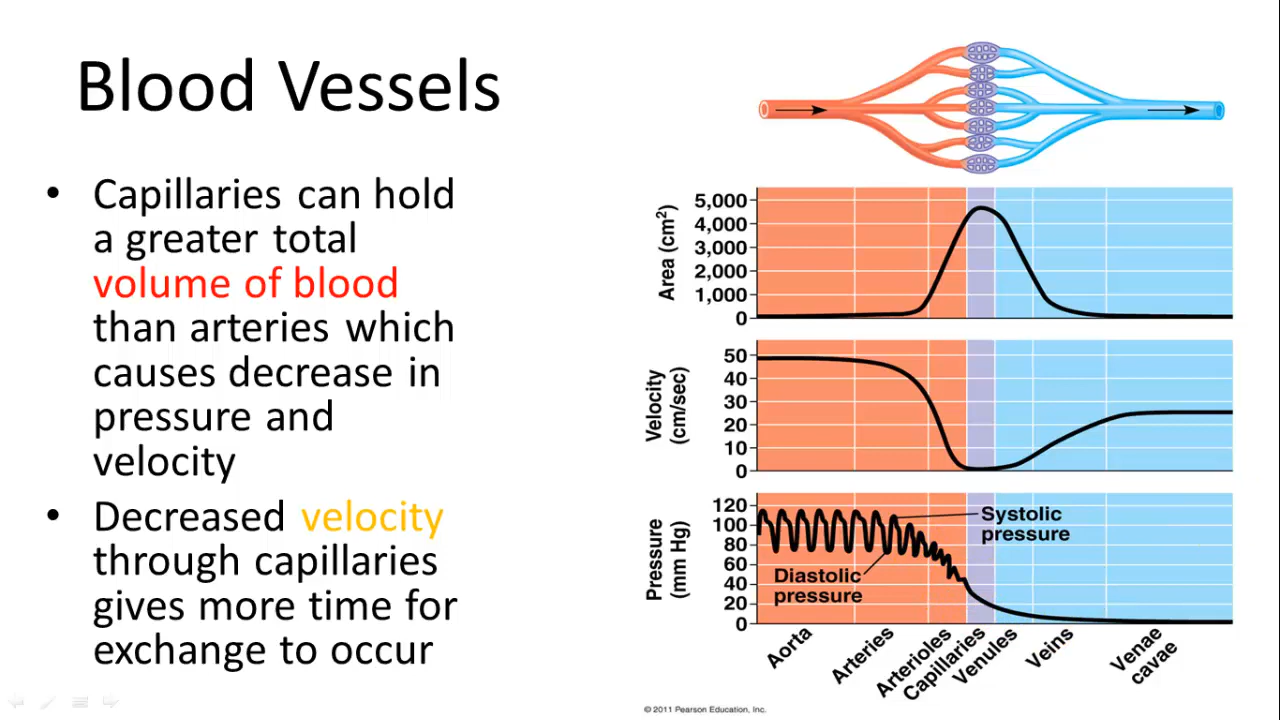 Blood Vessels
• Capillaries can hold
a greater total
volume of blood
than arteries which
causes decrease in
pressure and
velocity
• Decreased velocity
through capillaries
gives more time for
exchange to occur
Area (cm²)
5,000
4,000
3,000
2,000
1,000
0
Velocity
(cm/sec)
50
40
30
20
10
0
Pressure
(mm Hg)
120
100
80
60
40
20
0
Systolic
pressure
Diastolic
pressure
Aorta
Arteries
Arterioles
Capillaries
Venules
Veins
Venae
cavae
© 2011 Pearson Education, Inc.